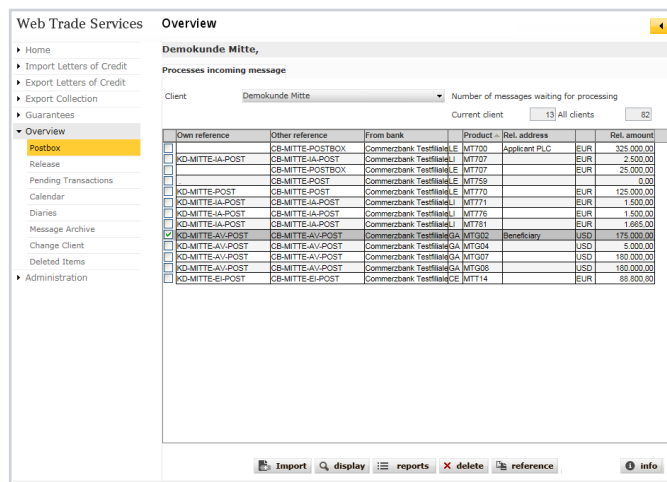 Web Trade Services Overview
Home
Import Letters of Credit
Export Letters of Credit
Export Collection
Guarantees
Overview
Postbox
Release
Pending Transactions
Calendar
Diaries
Message Archive
Change Client
Deleted Items
Administration
Demokunde Mitte,
Processes incoming message
Client Demokunde Mitte Number of messages waiting for processing
Current client 13 All clients 82
Own reference Other reference From bank Product Rel. address Rel. amount
CB-MITTE-POSTBOX Commerzbank Testfiliale LE MT700 Applicant PLC EUR 325.000,00
KD-MITTE-IA-POST CB-MITTE-IA-POST Commerzbank Testfiliale LI MT707 EUR 2.500,00
CB-MITTE-POSTBOX Commerzbank Testfiliale LE MT707 EUR 25.000,00
CB-MITTE-POST Commerzbank Testfiliale LE MT759 0,00
KD-MITTE-POST CB-MITTE-POST Commerzbank Testfiliale LE MT770 EUR 125.000,00
KD-MITTE-IA-POST CB-MITTE-IA-POST Commerzbank Testfiliale LI MT771 EUR 1.500,00
KD-MITTE-IA-POST CB-MITTE-IA-POST Commerzbank Testfiliale LI MT776 EUR 1.500,00
KD-MITTE-IA-POST CB-MITTE-IA-POST Commerzbank Testfiliale LI MT781 EUR 1.665,00
KD-MITTE-AV-POST CB-MITTE-AV-POST Commerzbank Testfiliale GA MTG02 Beneficiary USD 175.000,00
KD-MITTE-AV-POST CB-MITTE-AV-POST Commerzbank Testfiliale GA MTG04 USD 5.000,00
KD-MITTE-AV-POST CB-MITTE-AV-POST Commerzbank Testfiliale GA MTG07 USD 180.000,00
KD-MITTE-AV-POST CB-MITTE-AV-POST Commerzbank Testfiliale GA MTG08 USD 180.000,00
KD-MITTE-EI-POST CB-MITTE-EI-POST Commerzbank Testfiliale CE MTT14 EUR 88.800,80
Import display reports delete reference info